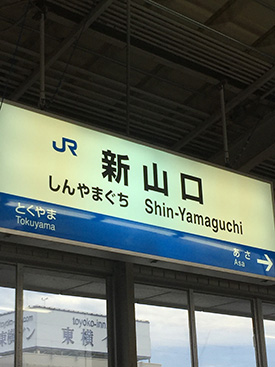 JR 新山口
しんやまぐち Shin-Yamaguchi
とくやま
Tokuyama
あさ
Asa
toyoko-inn
東横